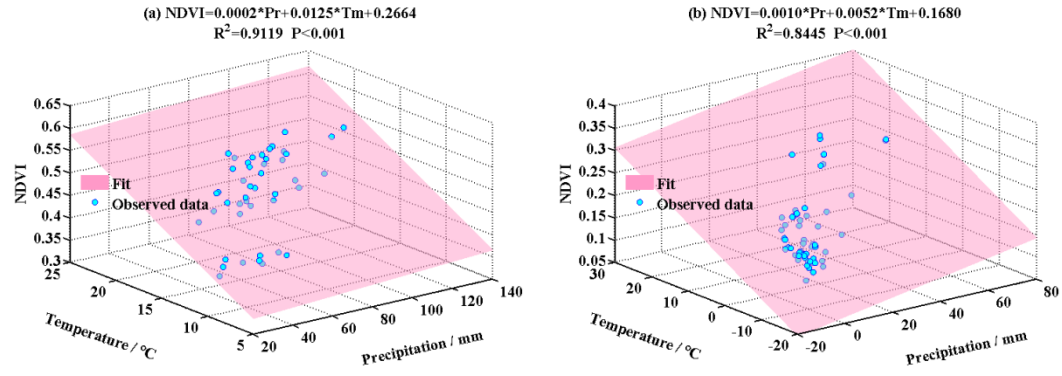 (a) NDVI=0.0002*Pr+0.0125*Tm+0.2664
R²=0.9119 P<0.001
0.65
0.6
0.55
0.5
0.45
0.4
0.35
0.3
NDVI
Fit
Observed data
25
20
15
10
5
Temperature / °C
20
40
60
80
100
120
140
Precipitation / mm
(b) NDVI=0.0010*Pr+0.0052*Tm+0.1680
R²=0.8445 P<0.001
0.4
0.35
0.3
0.25
0.2
0.15
0.1
0.05
NDVI
Fit
Observed data
30
20
10
0
-10
-20
Temperature / °C
-20
0
20
40
60
80
Precipitation / mm